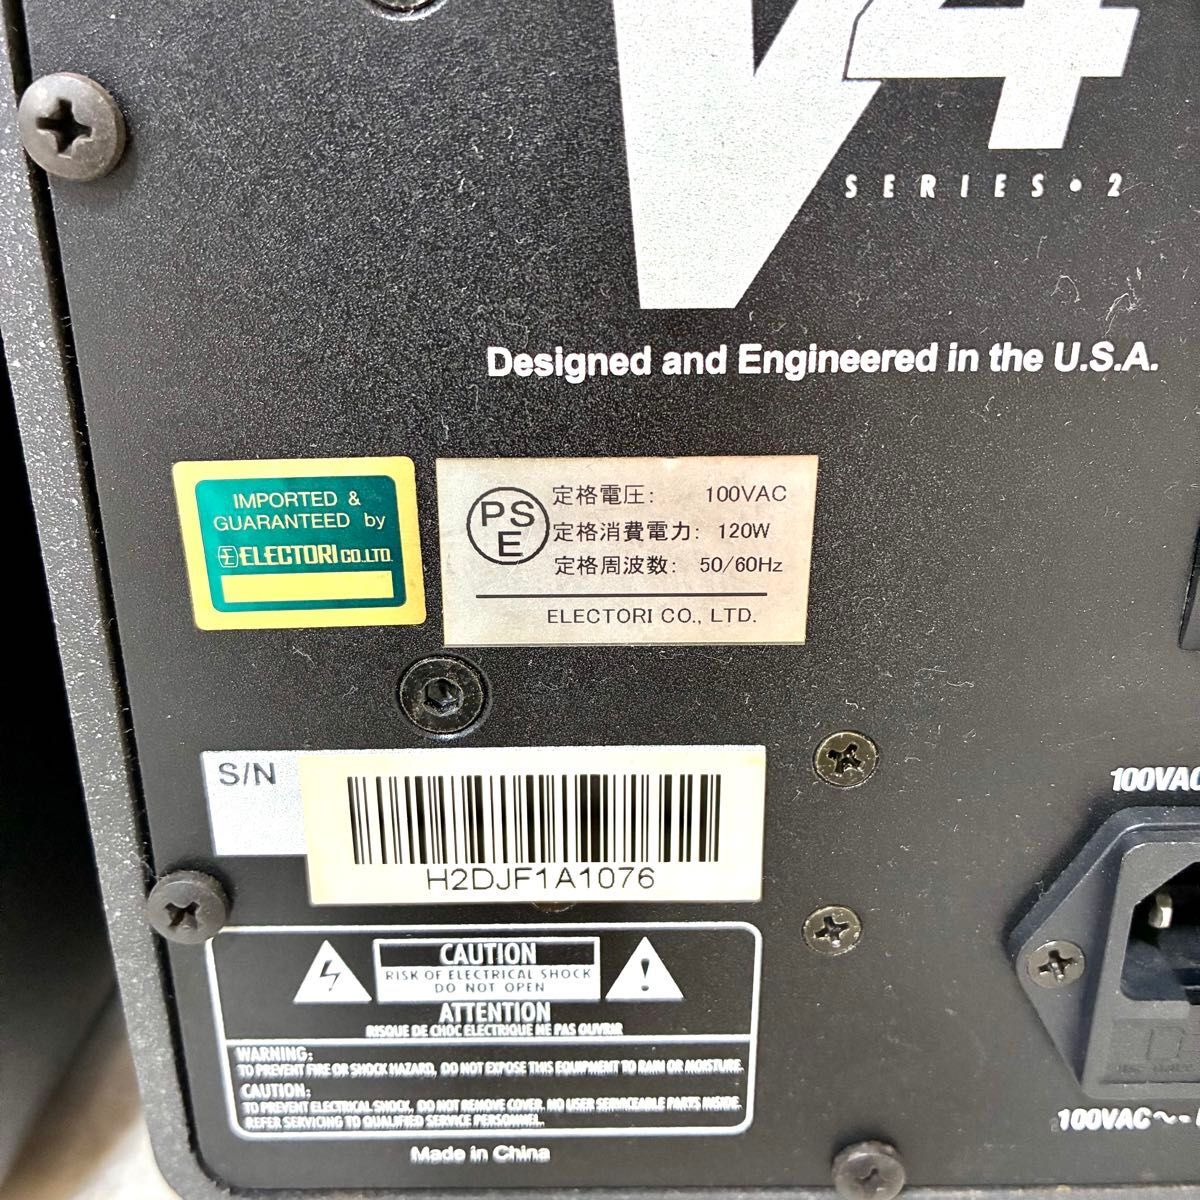 V4
SERIES • 2
Designed and Engineered in the U.S.A.
IMPORTED &
GUARANTEED by
ELECTORI CO.LTD.
PSE
定格電圧: 100VAC
定格消費電力: 120W
定格周波数: 50/60Hz
ELECTORI CO., LTD.
S/N
H2DJF1A1076
CAUTION
RISK OF ELECTRICAL SHOCK
DO NOT OPEN
ATTENTION
RISQUE DE CHOC ELECTRIQUE NE PAS OUVRIR
WARNING:
TO PREVENT FIRE OR SHOCK HAZARD, DO NOT EXPOSE THIS EQUIPMENT TO RAIN OR MOISTURE.
CAUTION:
TO PREVENT ELECTRICAL SHOCK, DO NOT REMOVE COVER. NO USER SERVICEABLE PARTS INSIDE.
REFER SERVICING TO QUALIFIED SERVICE PERSONNEL.
Made in China
100VAC
100VAC～